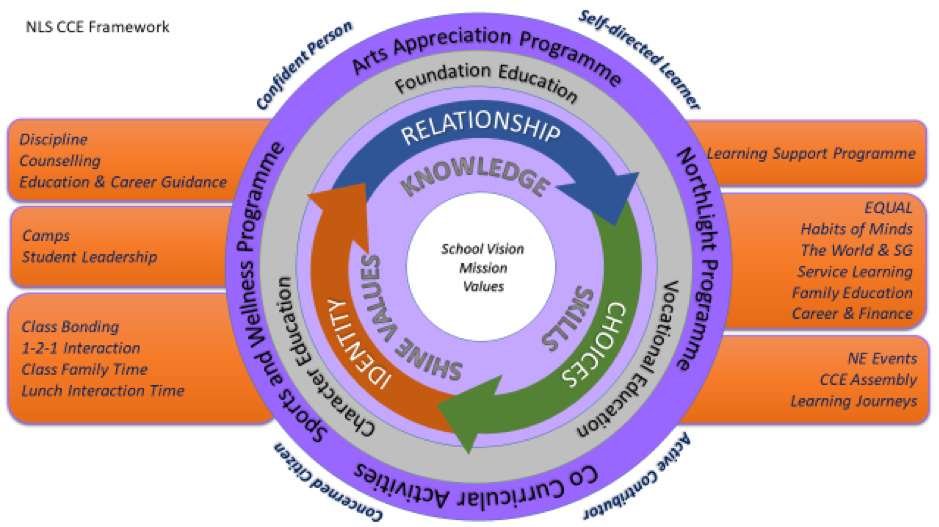 NLS CCE Framework
Confident Person
Self-directed Learner
Arts Appreciation Programme
Foundation Education
RELATIONSHIP
KNOWLEDGE
Discipline
Counselling
Education & Career Guidance
Camps
Student Leadership
Class Bonding
1-2-1 Interaction
Class Family Time
Lunch Interaction Time
Sports and Wellness Programme
Character Education
IDENTITY
SHINE VALUES
School Vision
Mission
Values
SKILLS
CHOICES
Vocational Education
NorthLight Programme
Learning Support Programme
EQUAL
Habits of Minds
The World & SG
Service Learning
Family Education
Career & Finance
NE Events
CCE Assembly
Learning Journeys
Co Curricular Activities
Concerned Citizen
Active Contributor